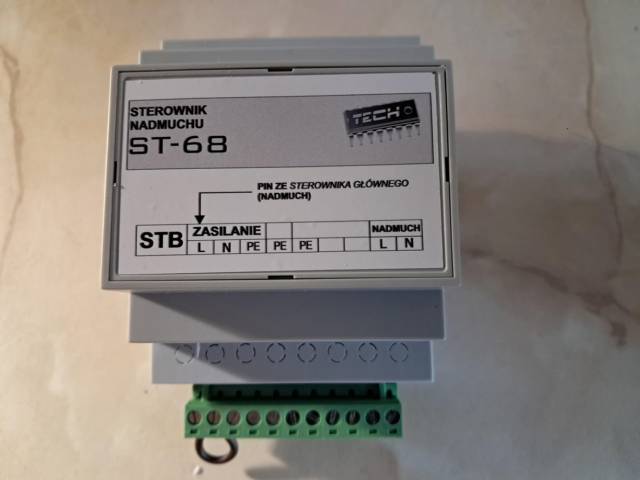 STEROWNIK
NADMUCHU
ST-68
TECH
PIN ZE STEROWNIKA GŁÓWNEGO
(NADMUCH)
STB ZASILANIE NADMUCH
L N PE PE PE L N